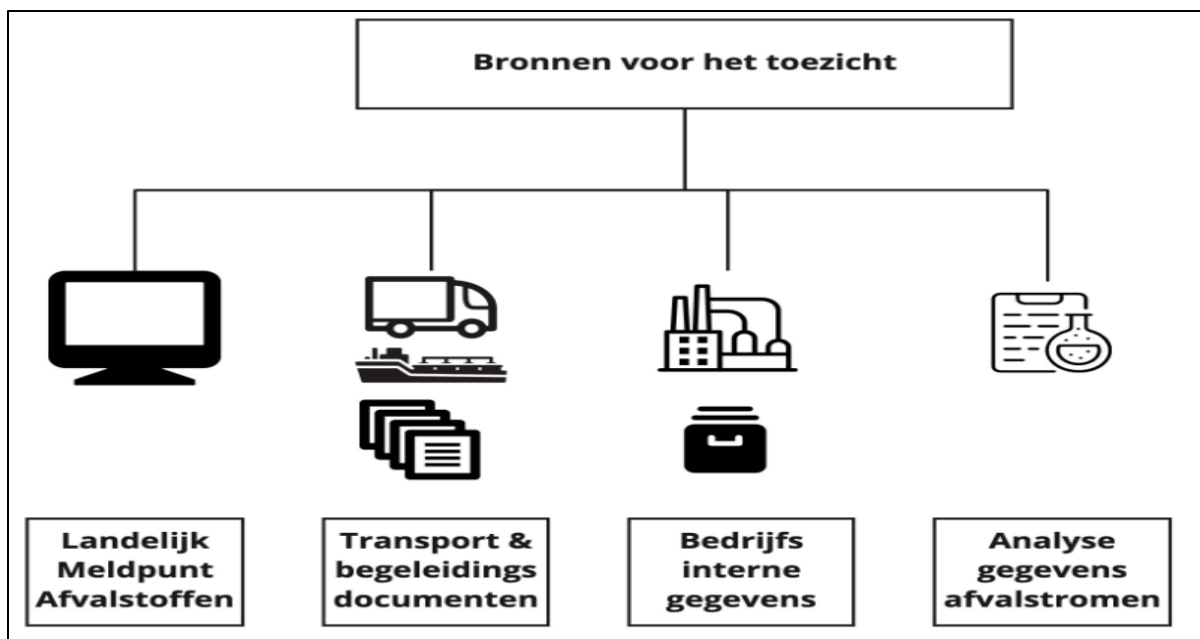 Bronnen voor het toezicht
Landelijk
Meldpunt
Afvalstoffen
Transport &
begeleidings
documenten
Bedrijfs
interne
gegevens
Analyse
gegevens
afvalstromen